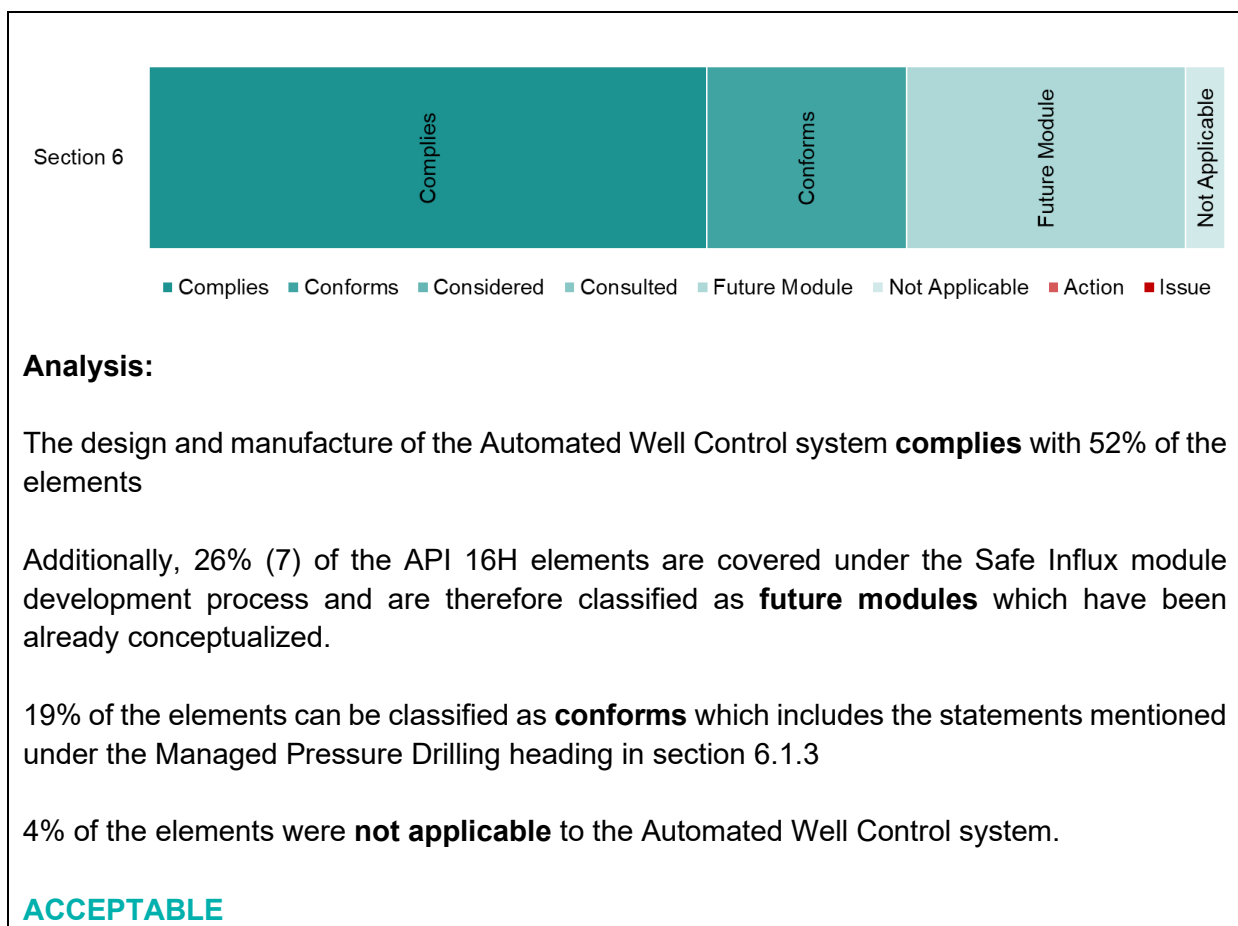 Section 6
Complies
Conforms
Future Module
Not Applicable
Complies Conforms Considered Consulted Future Module Not Applicable Action Issue
Analysis:
The design and manufacture of the Automated Well Control system complies with 52% of the
elements
Additionally, 26% (7) of the API 16H elements are covered under the Safe Influx module
development process and are therefore classified as future modules which have been
already conceptualized.
19% of the elements can be classified as conforms which includes the statements mentioned
under the Managed Pressure Drilling heading in section 6.1.3
4% of the elements were not applicable to the Automated Well Control system.
ACCEPTABLE